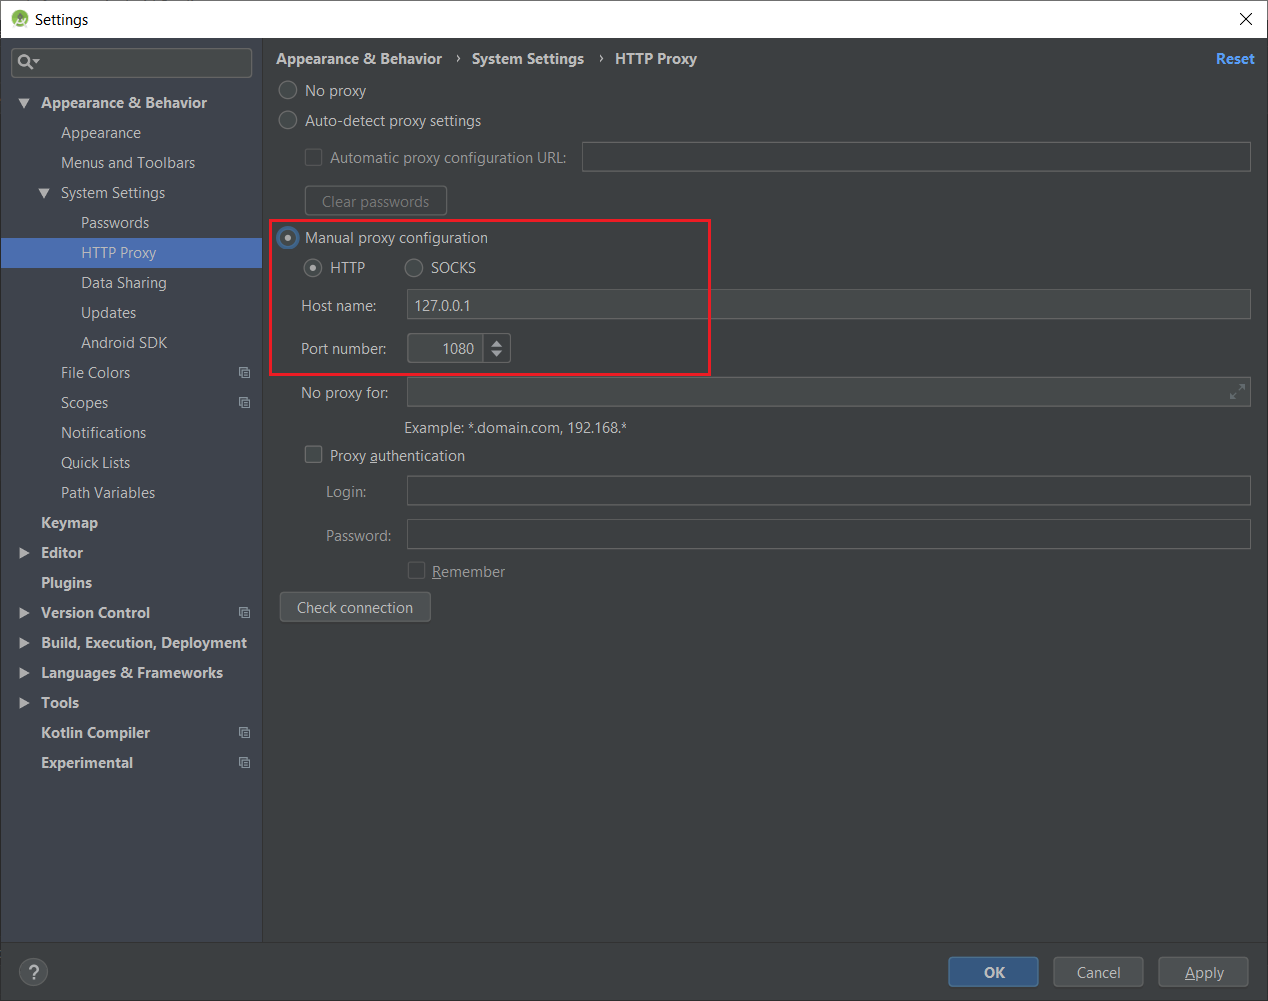 Settings
Appearance & Behavior
Appearance
Menus and Toolbars
System Settings
Passwords
HTTP Proxy
Data Sharing
Updates
Android SDK
File Colors
Scopes
Notifications
Quick Lists
Path Variables
Keymap
Editor
Plugins
Version Control
Build, Execution, Deployment
Languages & Frameworks
Tools
Kotlin Compiler
Experimental
Appearance & Behavior › System Settings › HTTP Proxy
Reset
No proxy
Auto-detect proxy settings
Automatic proxy configuration URL:
Clear passwords
Manual proxy configuration
HTTP SOCKS
Host name: 127.0.0.1
Port number: 1080
No proxy for:
Example: *.domain.com, 192.168.*
Proxy authentication
Login:
Password:
Remember
Check connection
? OK Cancel Apply